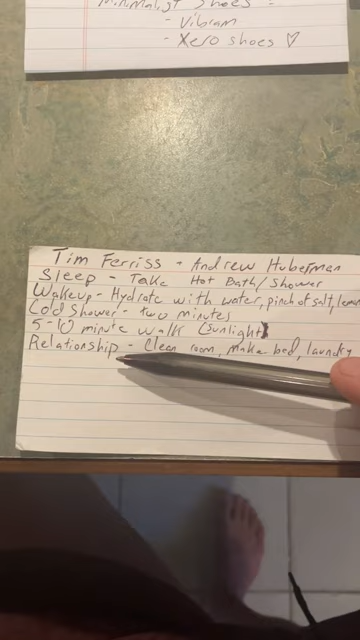 Minimalist Shoes =
- Vibram
- Xero shoes ♡
Tim Ferriss - Andrew Huberman
Sleep - Take Hot Bath/Shower
Wakeup - Hydrate with water, pinch of salt,
Cold Shower - two minutes
5-10 minute walk (sunlight)
Relationship - Clean room, make bed, laundry